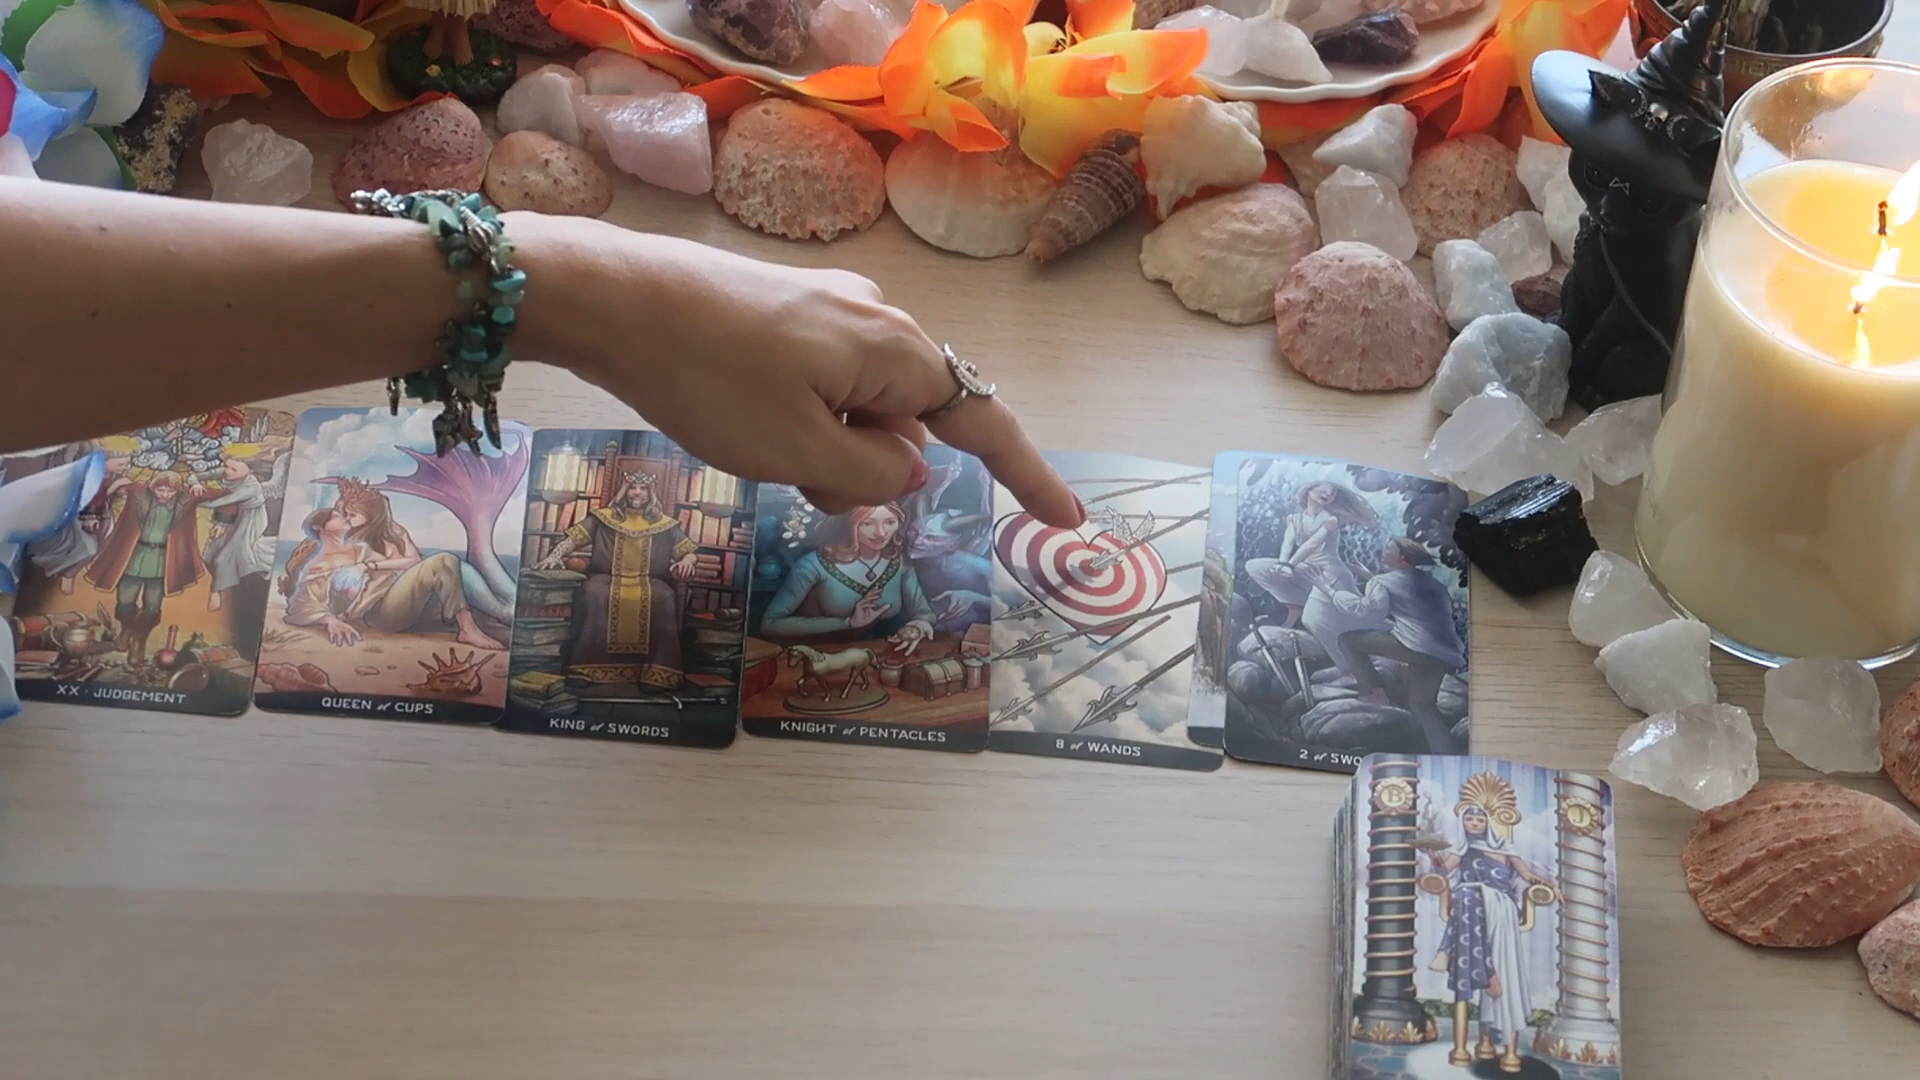 XX · JUDGEMENT
QUEEN of CUPS
KING of SWORDS
KNIGHT of PENTACLES
8 of WANDS
2 of SWO
B
J